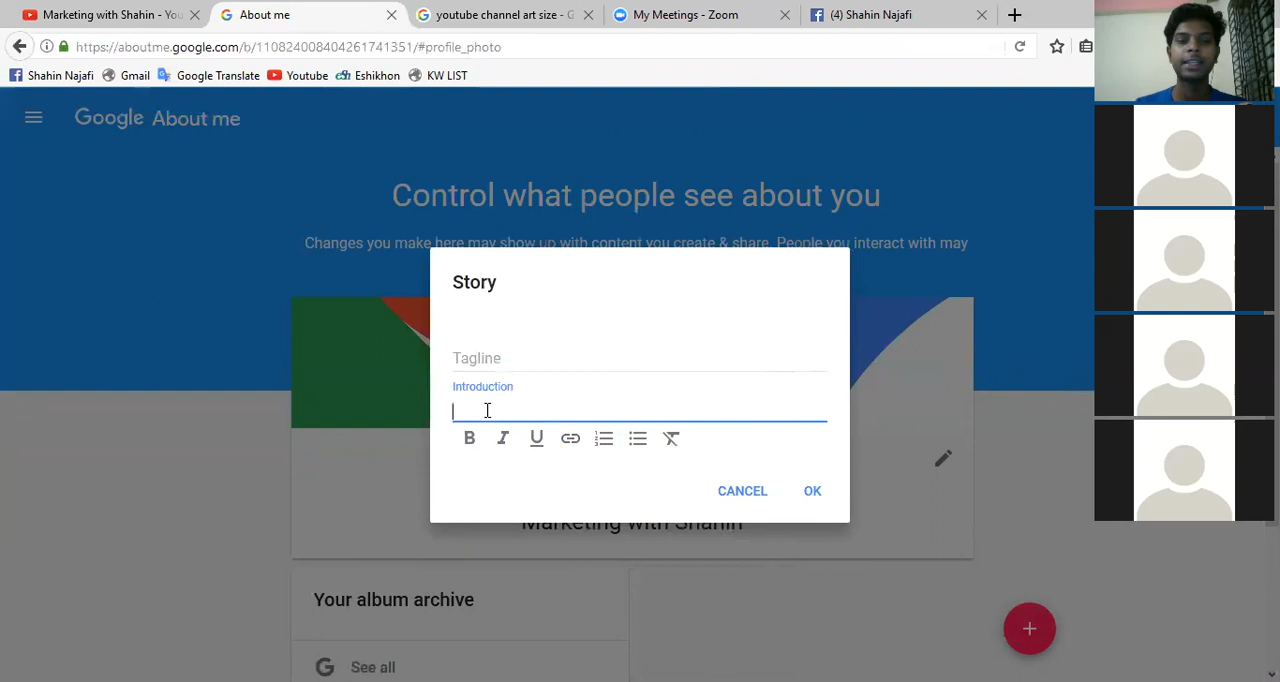 Marketing with Shahin - You
About me
youtube channel art size - G
My Meetings - Zoom
(4) Shahin Najafi
https://aboutme.google.com/b/110824008404261741351/#profile_photo
Shahin Najafi
Gmail
Google Translate
Youtube
Eshikhon
KW LIST
Google About me
Control what people see about you
Changes you make here may show up with content you create & share. People you interact with may
Story
Tagline
Introduction
B I U
CANCEL
OK
Marketing with Shahin
Your album archive
See all